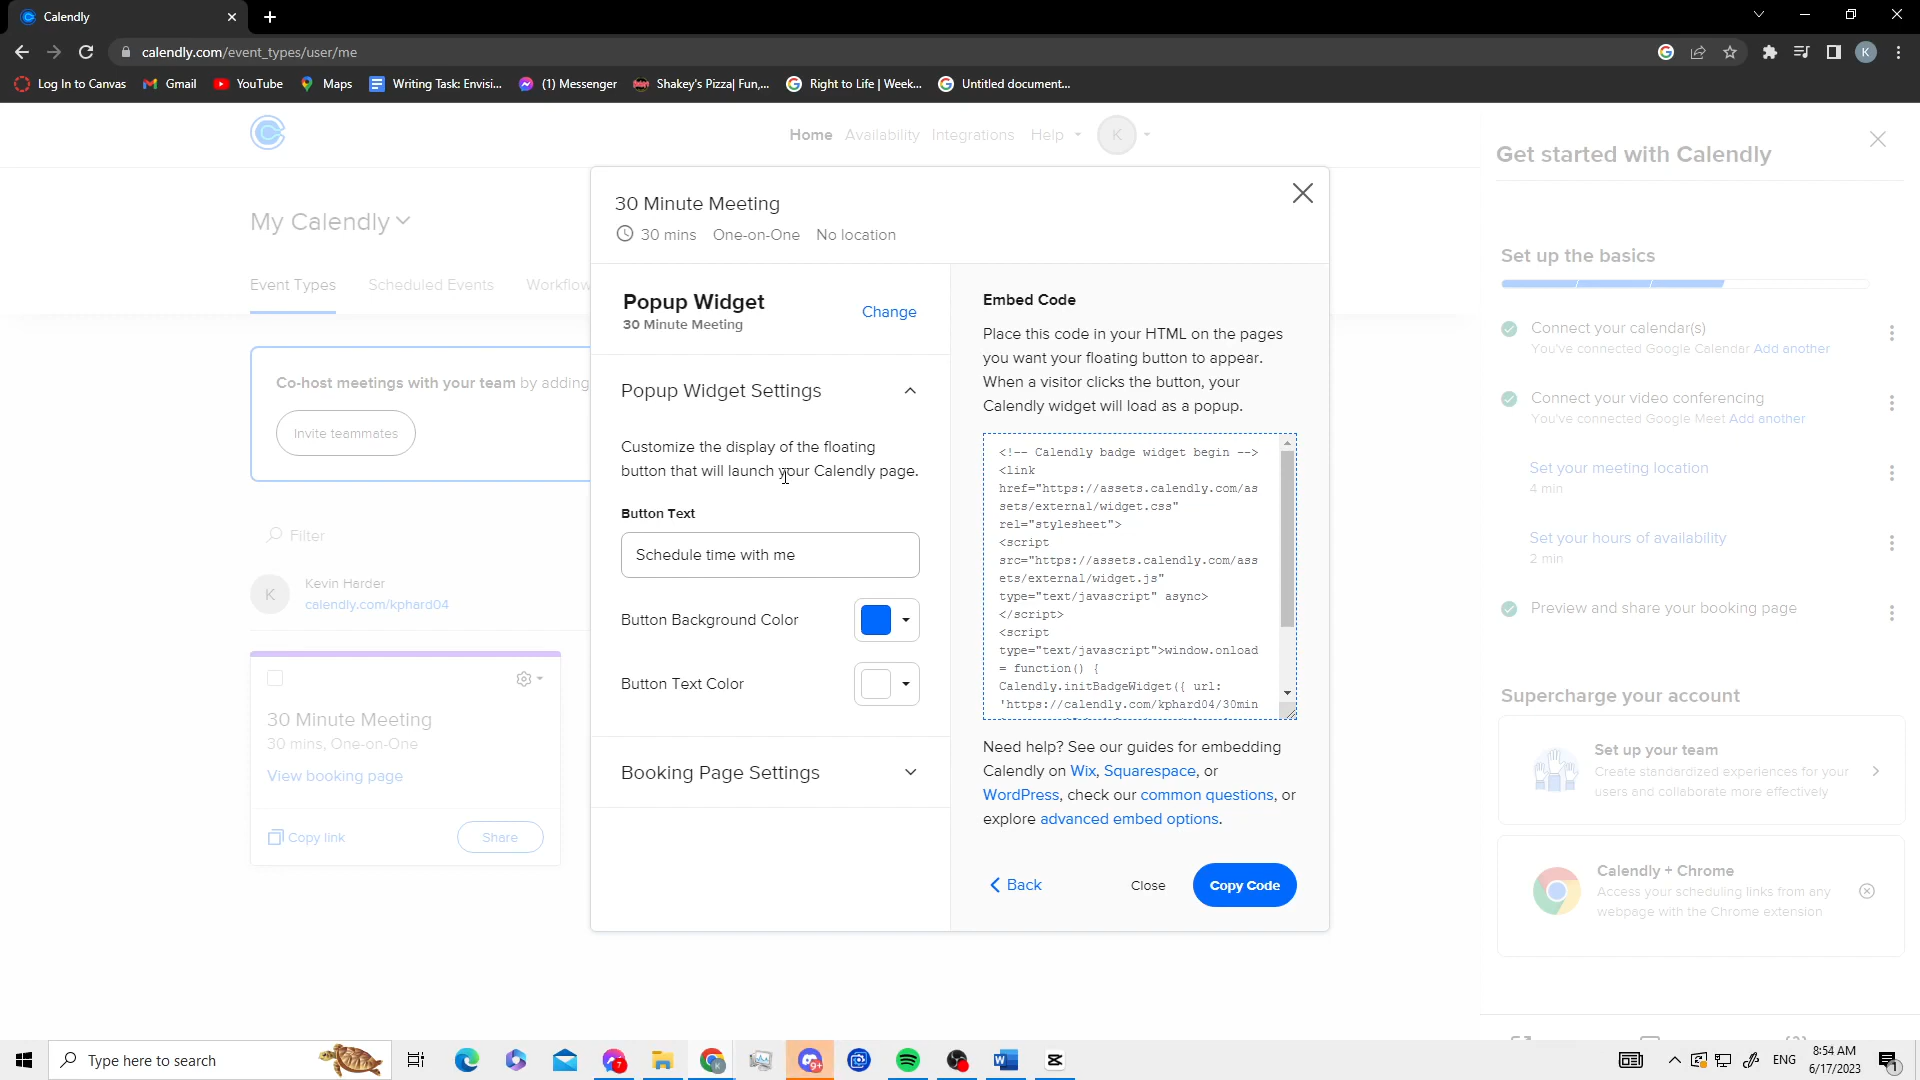 Calendly
calendly.com/event_types/user/me
Log In to Canvas
Gmail
YouTube
Maps
Writing Task: Envisi...
(1) Messenger
Shakey's Pizza| Fun,...
Right to Life | Week...
Untitled document...
K
Home
Availability
Integrations
Help
K
Get started with Calendly
My Calendly
Event Types
Scheduled Events
Workflow
Co-host meetings with your team by adding
Invite teammates
Filter
K
Kevin Harder
calendly.com/kphard04
30 Minute Meeting
30 mins, One-on-One
View booking page
Copy link
Share
30 Minute Meeting
30 mins One-on-One No location
Popup Widget
30 Minute Meeting
Change
Popup Widget Settings
Customize the display of the floating
button that will launch your Calendly page.
Button Text
Schedule time with me
Button Background Color
Button Text Color
Booking Page Settings
Embed Code
Place this code in your HTML on the pages
you want your floating button to appear.
When a visitor clicks the button, your
Calendly widget will load as a popup.
<!-- Calendly badge widget begin -->
<link
href="https://assets.calendly.com/as
sets/external/widget.css"
rel="stylesheet">
<script
src="https://assets.calendly.com/ass
ets/external/widget.js"
type="text/javascript" async>
</script>
<script
type="text/javascript">window.onload
= function() {
Calendly.initBadgeWidget({ url:
'https://calendly.com/kphard04/30min
Need help? See our guides for embedding
Calendly on Wix, Squarespace, or
WordPress, check our common questions, or
explore advanced embed options.
Back
Close
Copy Code
Set up the basics
Connect your calendar(s)
You've connected Google Calendar Add another
Connect your video conferencing
You've connected Google Meet Add another
Set your meeting location
4 min
Set your hours of availability
2 min
Preview and share your booking page
Supercharge your account
Set up your team
Create standardized experiences for your
users and collaborate more effectively
Calendly + Chrome
Access your scheduling links from any
webpage with the Chrome extension
Type here to search
7
9+
ENG
8:54 AM
6/17/2023
1